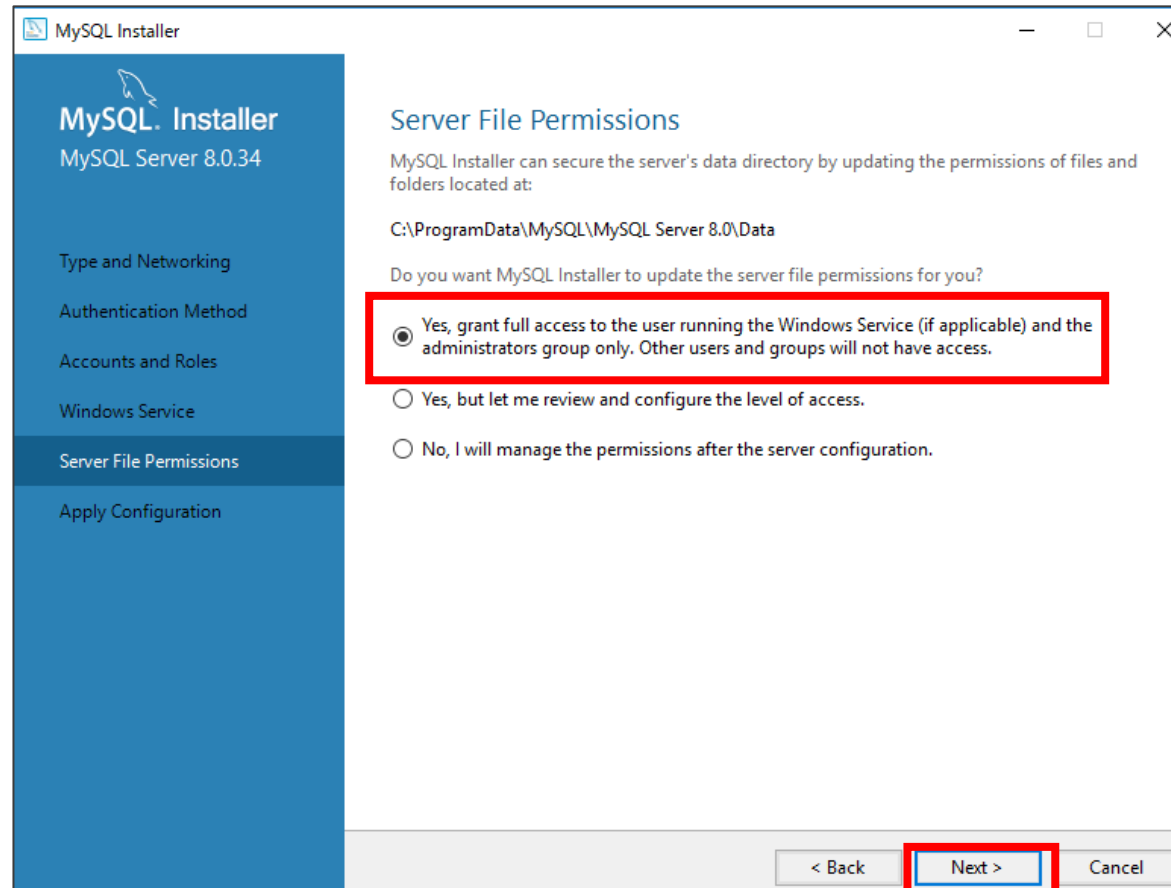 MySQL Installer
MySQL. Installer
MySQL Server 8.0.34
Type and Networking
Authentication Method
Accounts and Roles
Windows Service
Server File Permissions
Apply Configuration
Server File Permissions
MySQL Installer can secure the server's data directory by updating the permissions of files and
folders located at:
C:\ProgramData\MySQL\MySQL Server 8.0\Data
Do you want MySQL Installer to update the server file permissions for you?
Yes, grant full access to the user running the Windows Service (if applicable) and the
administrators group only. Other users and groups will not have access.
Yes, but let me review and configure the level of access.
No, I will manage the permissions after the server configuration.
< Back
Next >
Cancel